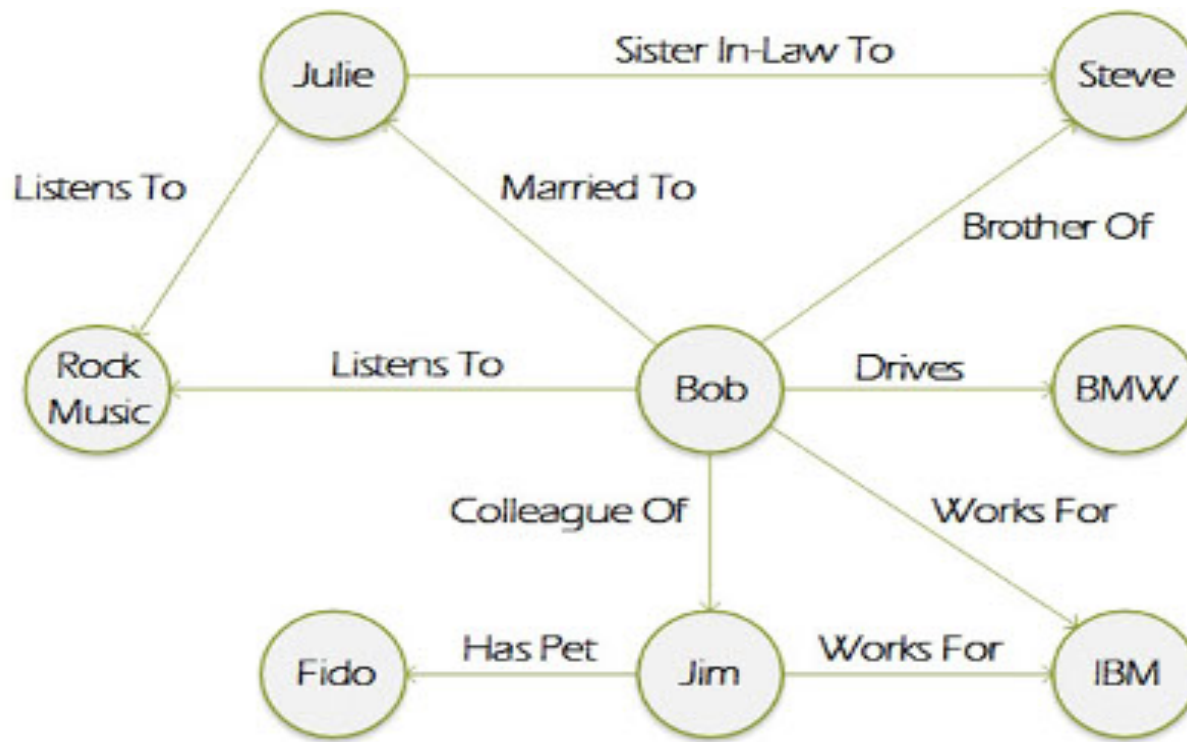 Julie
Sister In-Law To
Steve
Listens To
Married To
Brother Of
Rock
Music
Listens To
Bob
Drives
BMW
Colleague Of
Works For
Fido
Has Pet
Jim
Works For
IBM